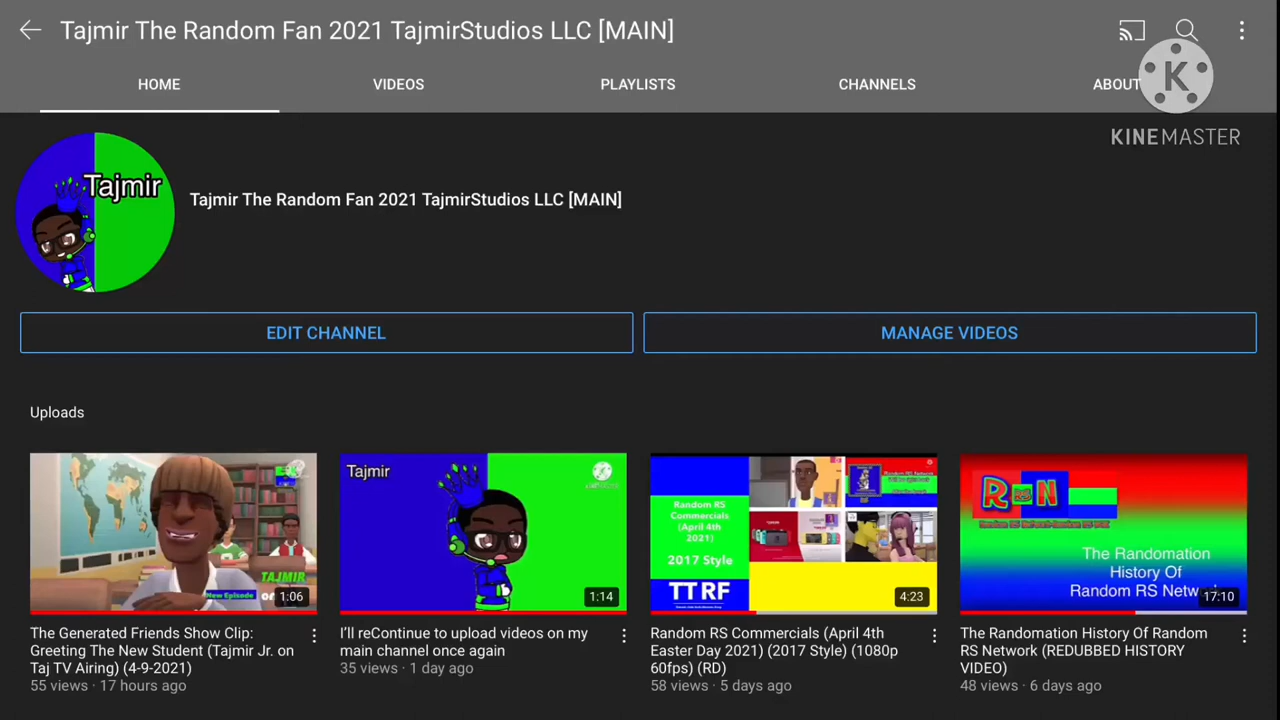 Tajmir The Random Fan 2021 TajmirStudios LLC [MAIN]
HOME
VIDEOS
PLAYLISTS
CHANNELS
ABOUT
K
KINEMASTER
Tajmir
Tajmir The Random Fan 2021 TajmirStudios LLC [MAIN]
EDIT CHANNEL
MANAGE VIDEOS
Uploads
TAJMIR
New Episode
1:06
Tajmir
1:14
Random RS
Commercials
(April 4th
2021)
2017 Style
TTRF
4:23
The Randomation
History Of
Random RS
17:10
The Generated Friends Show Clip:
Greeting The New Student (Tajmir Jr. on
Taj TV Airing) (4-9-2021)
55 views · 17 hours ago
I'll reContinue to upload videos on my
main channel once again
35 views · 1 day ago
Random RS Commercials (April 4th
Easter Day 2021) (2017 Style) (1080p
60fps) (RD)
58 views · 5 days ago
The Randomation History Of Random
RS Network (REDUBBED HISTORY
VIDEO)
48 views · 6 days ago